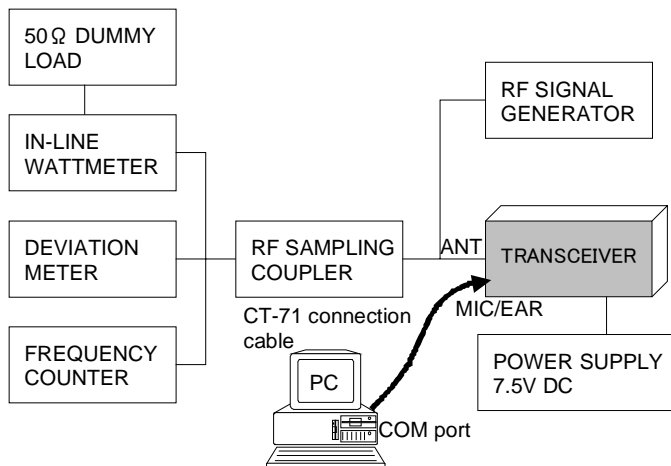 50Ω DUMMY
LOAD
IN-LINE
WATTMETER
DEVIATION
METER
FREQUENCY
COUNTER
RF SAMPLING
COUPLER
RF SIGNAL
GENERATOR
ANT
TRANSCEIVER
MIC/EAR
CT-71 connection
cable
POWER SUPPLY
7.5V DC
PC
COM port